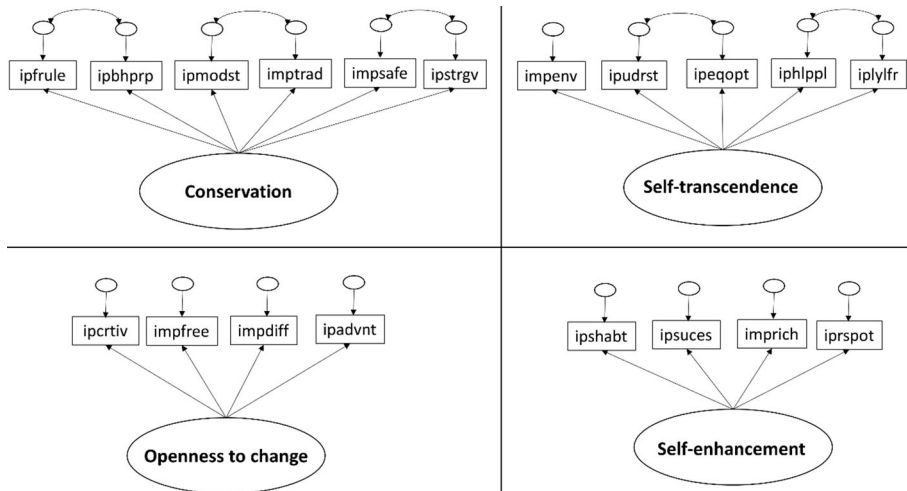 ipfrule ipbhprp ipmodst imptrad impsafe ipstrgv
Conservation
impenv ipudrst ipeqopt iphlppl iplylfr
Self-transcendence
ipcrtiv impfree impdiff ipadvnt
Openness to change
ipshabt ipsuces imprich iprspot
Self-enhancement